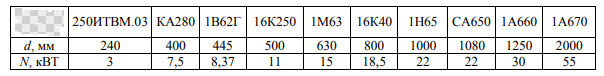 250ИТВМ.03 КА280 1В62Г 16К250 1М63 16К40 1Н65 СА650 1А660 1А670
d, мм 240 400 445 500 630 800 1000 1080 1250 2000
N, кВТ 3 7,5 8,37 11 15 18,5 22 22 30 55